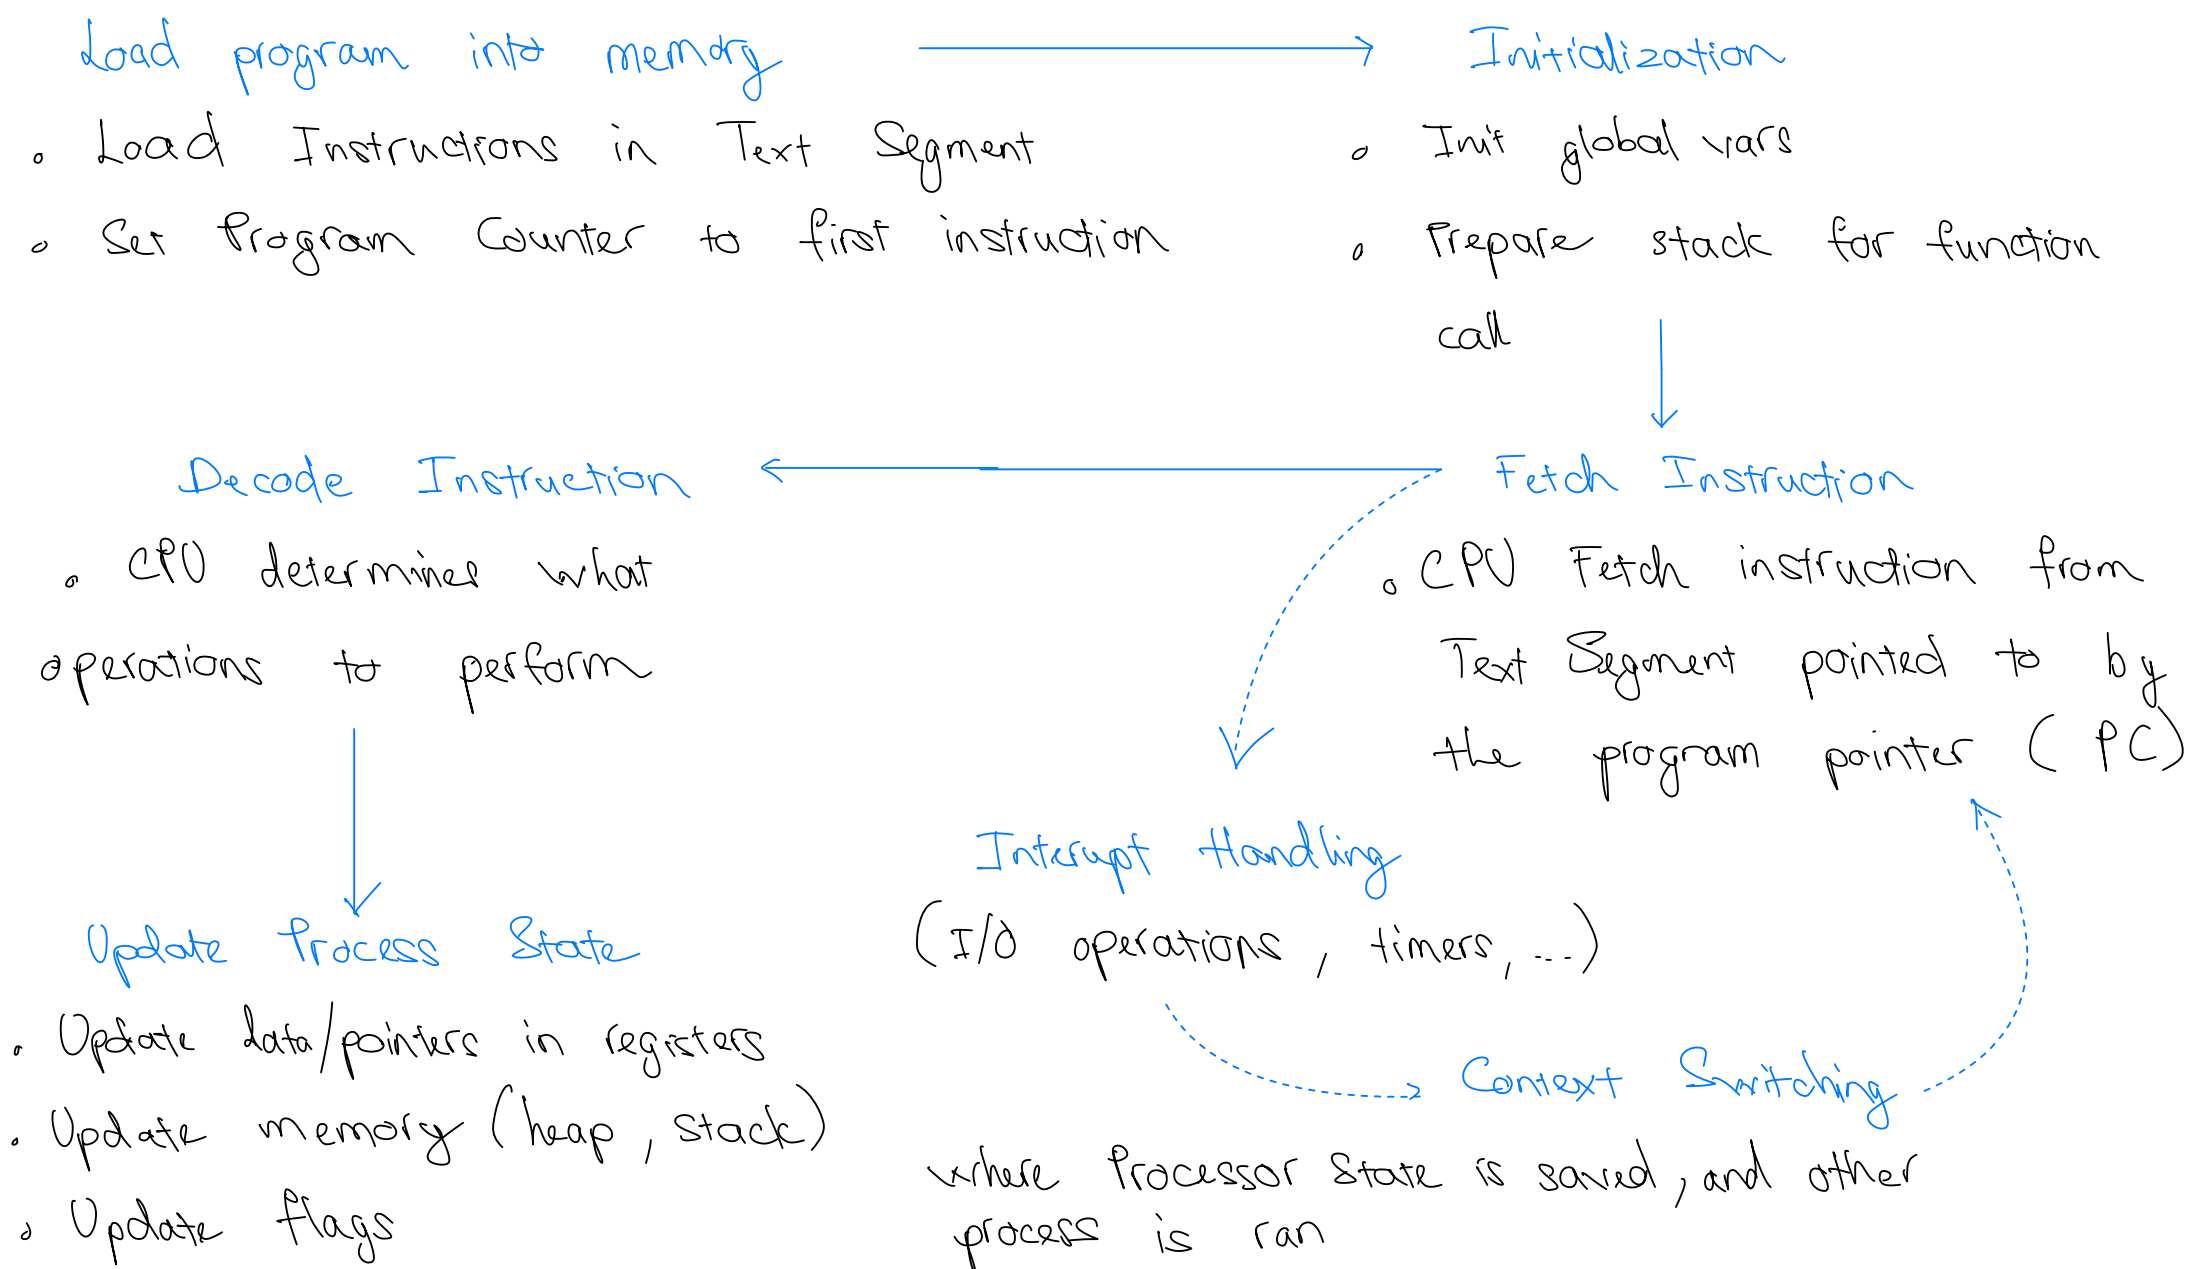 Load program into memory
Initialization
• Load Instructions in Text Segment
• Set Program Counter to first instruction
• Init global vars
• Prepare stack for function
call
Decode Instruction
• CPU determines what
operations to perform
Fetch Instruction
• CPU Fetch instruction from
Text Segment pointed to by
the program pointer (PC)
Interupt Handling
(I/O operations, timers, ...)
Update Process State
• Update data/pointers in registers
• Update memory (heap, stack)
• Update flags
Context Switching
where Processor State is saved, and other
process is ran